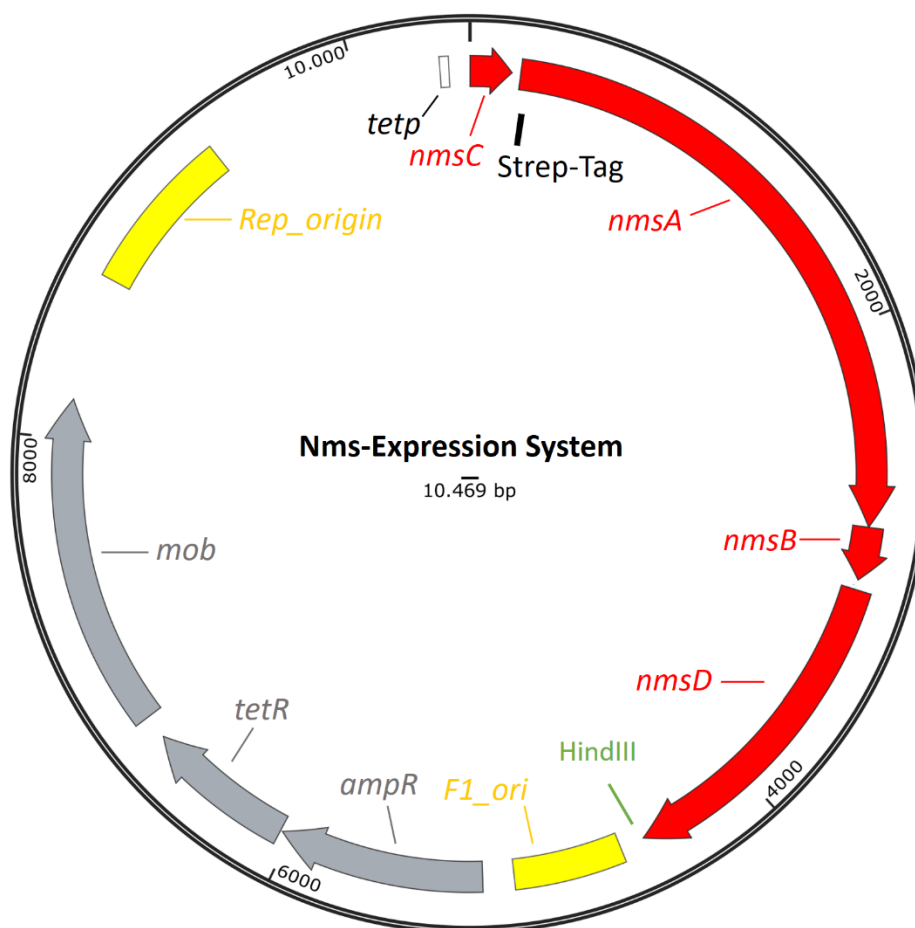 10.000
tetp
nmsC
Strep-Tag
nmsA
Rep_origin
2000
Nms-Expression System
10.469 bp
8000
nmsB
mob
nmsD
tetR
HindIII
ampR
F1_ori
4000
6000